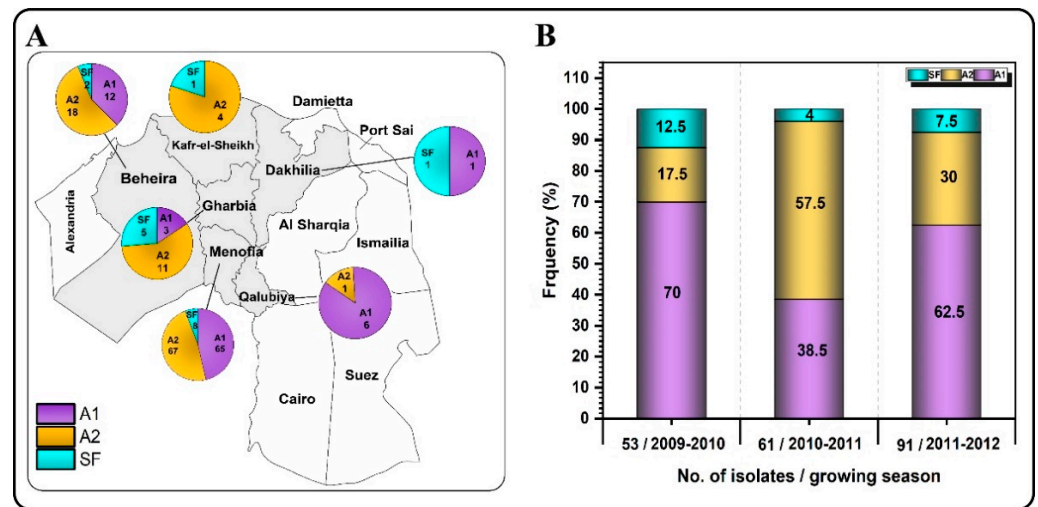 A
SF
2
A1
12
A2
18
SF
1
A2
4
Damietta
Port Sai
Kafr-el-Sheikh
Dakhilia
SF
1
A1
1
Beheira
Alexandria
Gharbia
SF
5
A1
3
A2
11
Al Sharqia
Ismailia
Menofia
Qalubiya
A2
1
A1
6
SF
8
A2
67
A1
65
Suez
Cairo
A1
A2
SF
B
SF A2 A1
Frquency (%)
110
100
90
80
70
60
50
40
30
20
10
0
12.5
17.5
70
4
57.5
38.5
7.5
30
62.5
53 / 2009-2010 61 / 2010-2011 91 / 2011-2012
No. of isolates / growing season